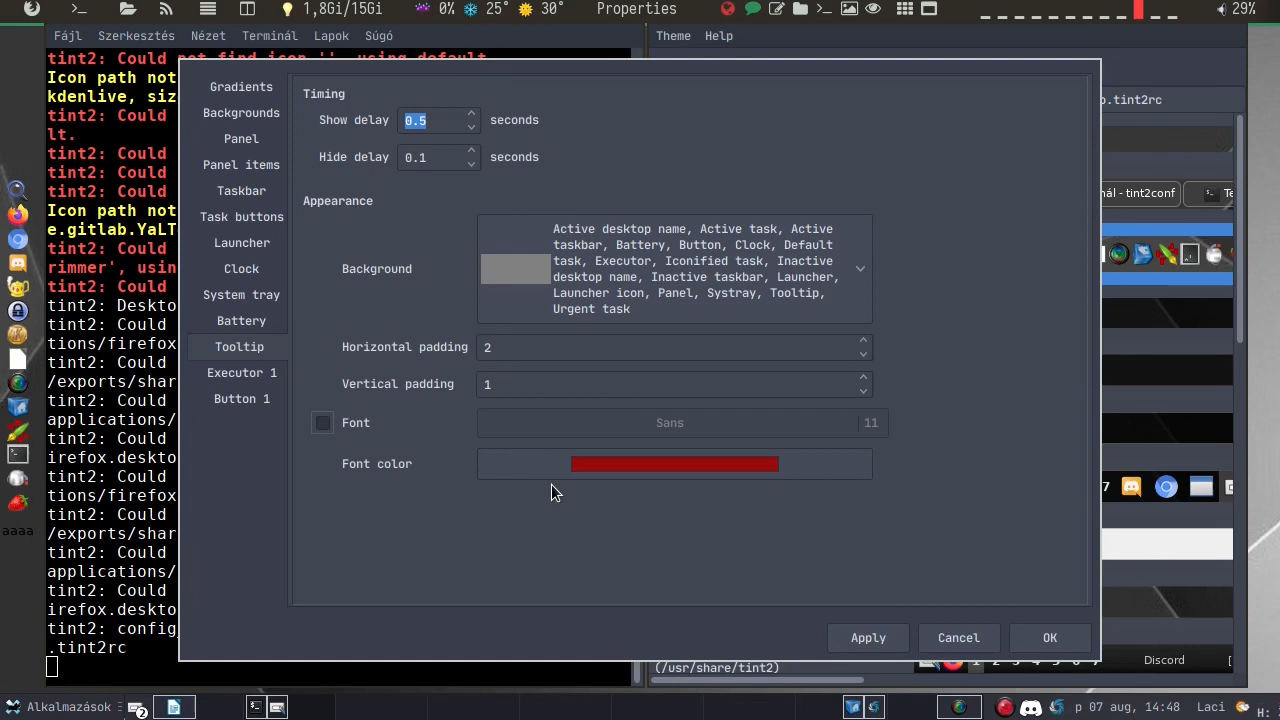 1,8Gi/15Gi 0% 25° 30° Properties 29%
Fájl Szerkesztés Nézet Terminál Lapok Súgó
Theme Help
tint2: Could not find icon '', using default
Icon path not
kdenlive, siz
tint2: Could
lt.
tint2: Could
tint2: Could
tint2: Could
Icon path not
e.gitlab.YaLT
tint2: Could
rimmer', usin
tint2: Could
tint2: Deskto
tint2: Could
tions/firefox
tint2: Could
/exports/shar
tint2: Could
applications/
tint2: Could
irefox.deskto
tint2: Could
tions/firefox
tint2: Could
/exports/shar
tint2: Could
applications/
tint2: Could
irefox.deskto
tint2: config
.tint2rc
aaaa
Gradients
Backgrounds
Panel
Panel items
Taskbar
Task buttons
Launcher
Clock
System tray
Battery
Tooltip
Executor 1
Button 1
Timing
Show delay 0.5 seconds
Hide delay 0.1 seconds
Appearance
Background
Active desktop name, Active task, Active
taskbar, Battery, Button, Clock, Default
task, Executor, Iconified task, Inactive
desktop name, Inactive taskbar, Launcher,
Launcher icon, Panel, Systray, Tooltip,
Urgent task
Horizontal padding 2
Vertical padding 1
Font Sans 11
Font color
Apply Cancel OK
p.tint2rc
nál - tint2conf Te
7
(/usr/share/tint2)
Discord [
Alkalmazások 2 p 07 aug, 14:48 Laci H: